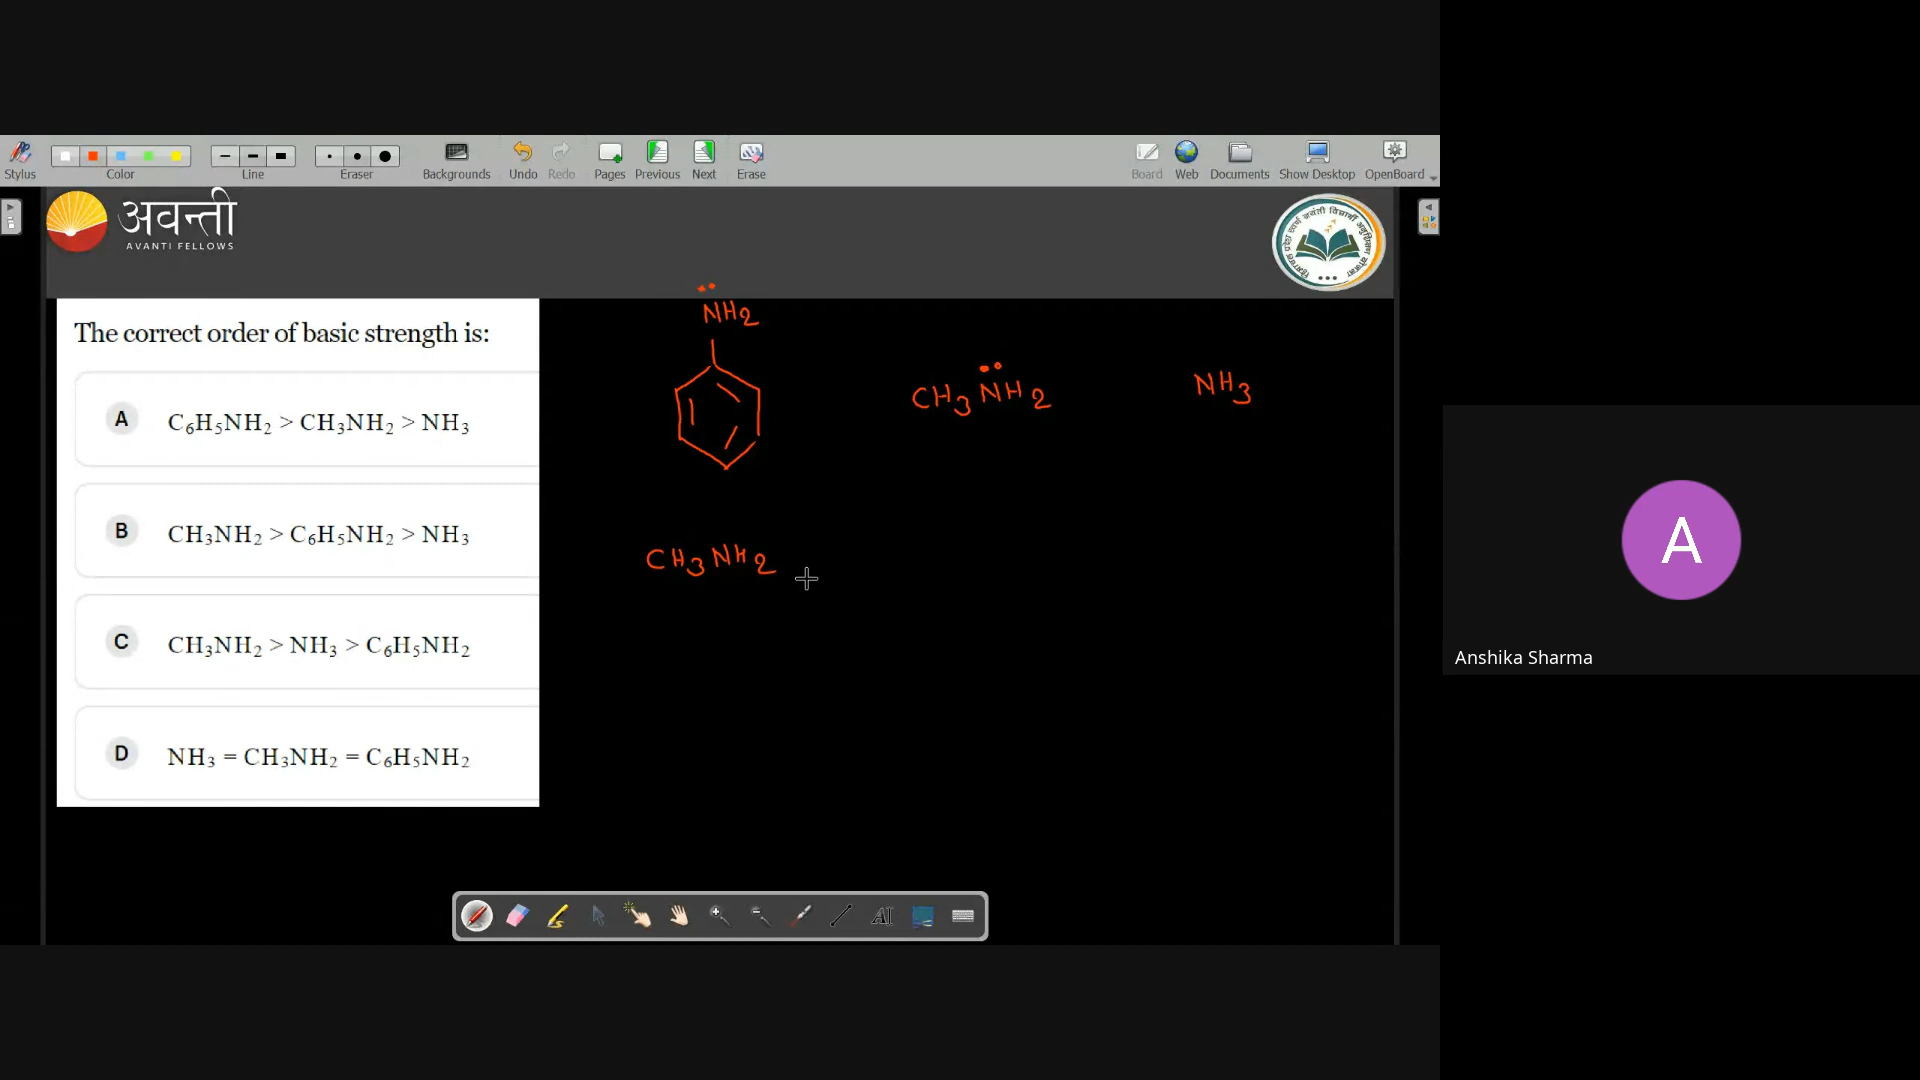 Stylus
Color
Line
Eraser
Backgrounds
Undo
Redo
Pages
Previous
Next
Erase
Board
Web
Documents
Show Desktop
OpenBoard
अवन्ती
AVANTI FELLOWS
The correct order of basic strength is:
A C₆H₅NH₂ > CH₃NH₂ > NH₃
B CH₃NH₂ > C₆H₅NH₂ > NH₃
C CH₃NH₂ > NH₃ > C₆H₅NH₂
D NH₃ = CH₃NH₂ = C₆H₅NH₂
NH₂
CH₃NH₂
NH₃
CH₃NH₂
A
Anshika Sharma